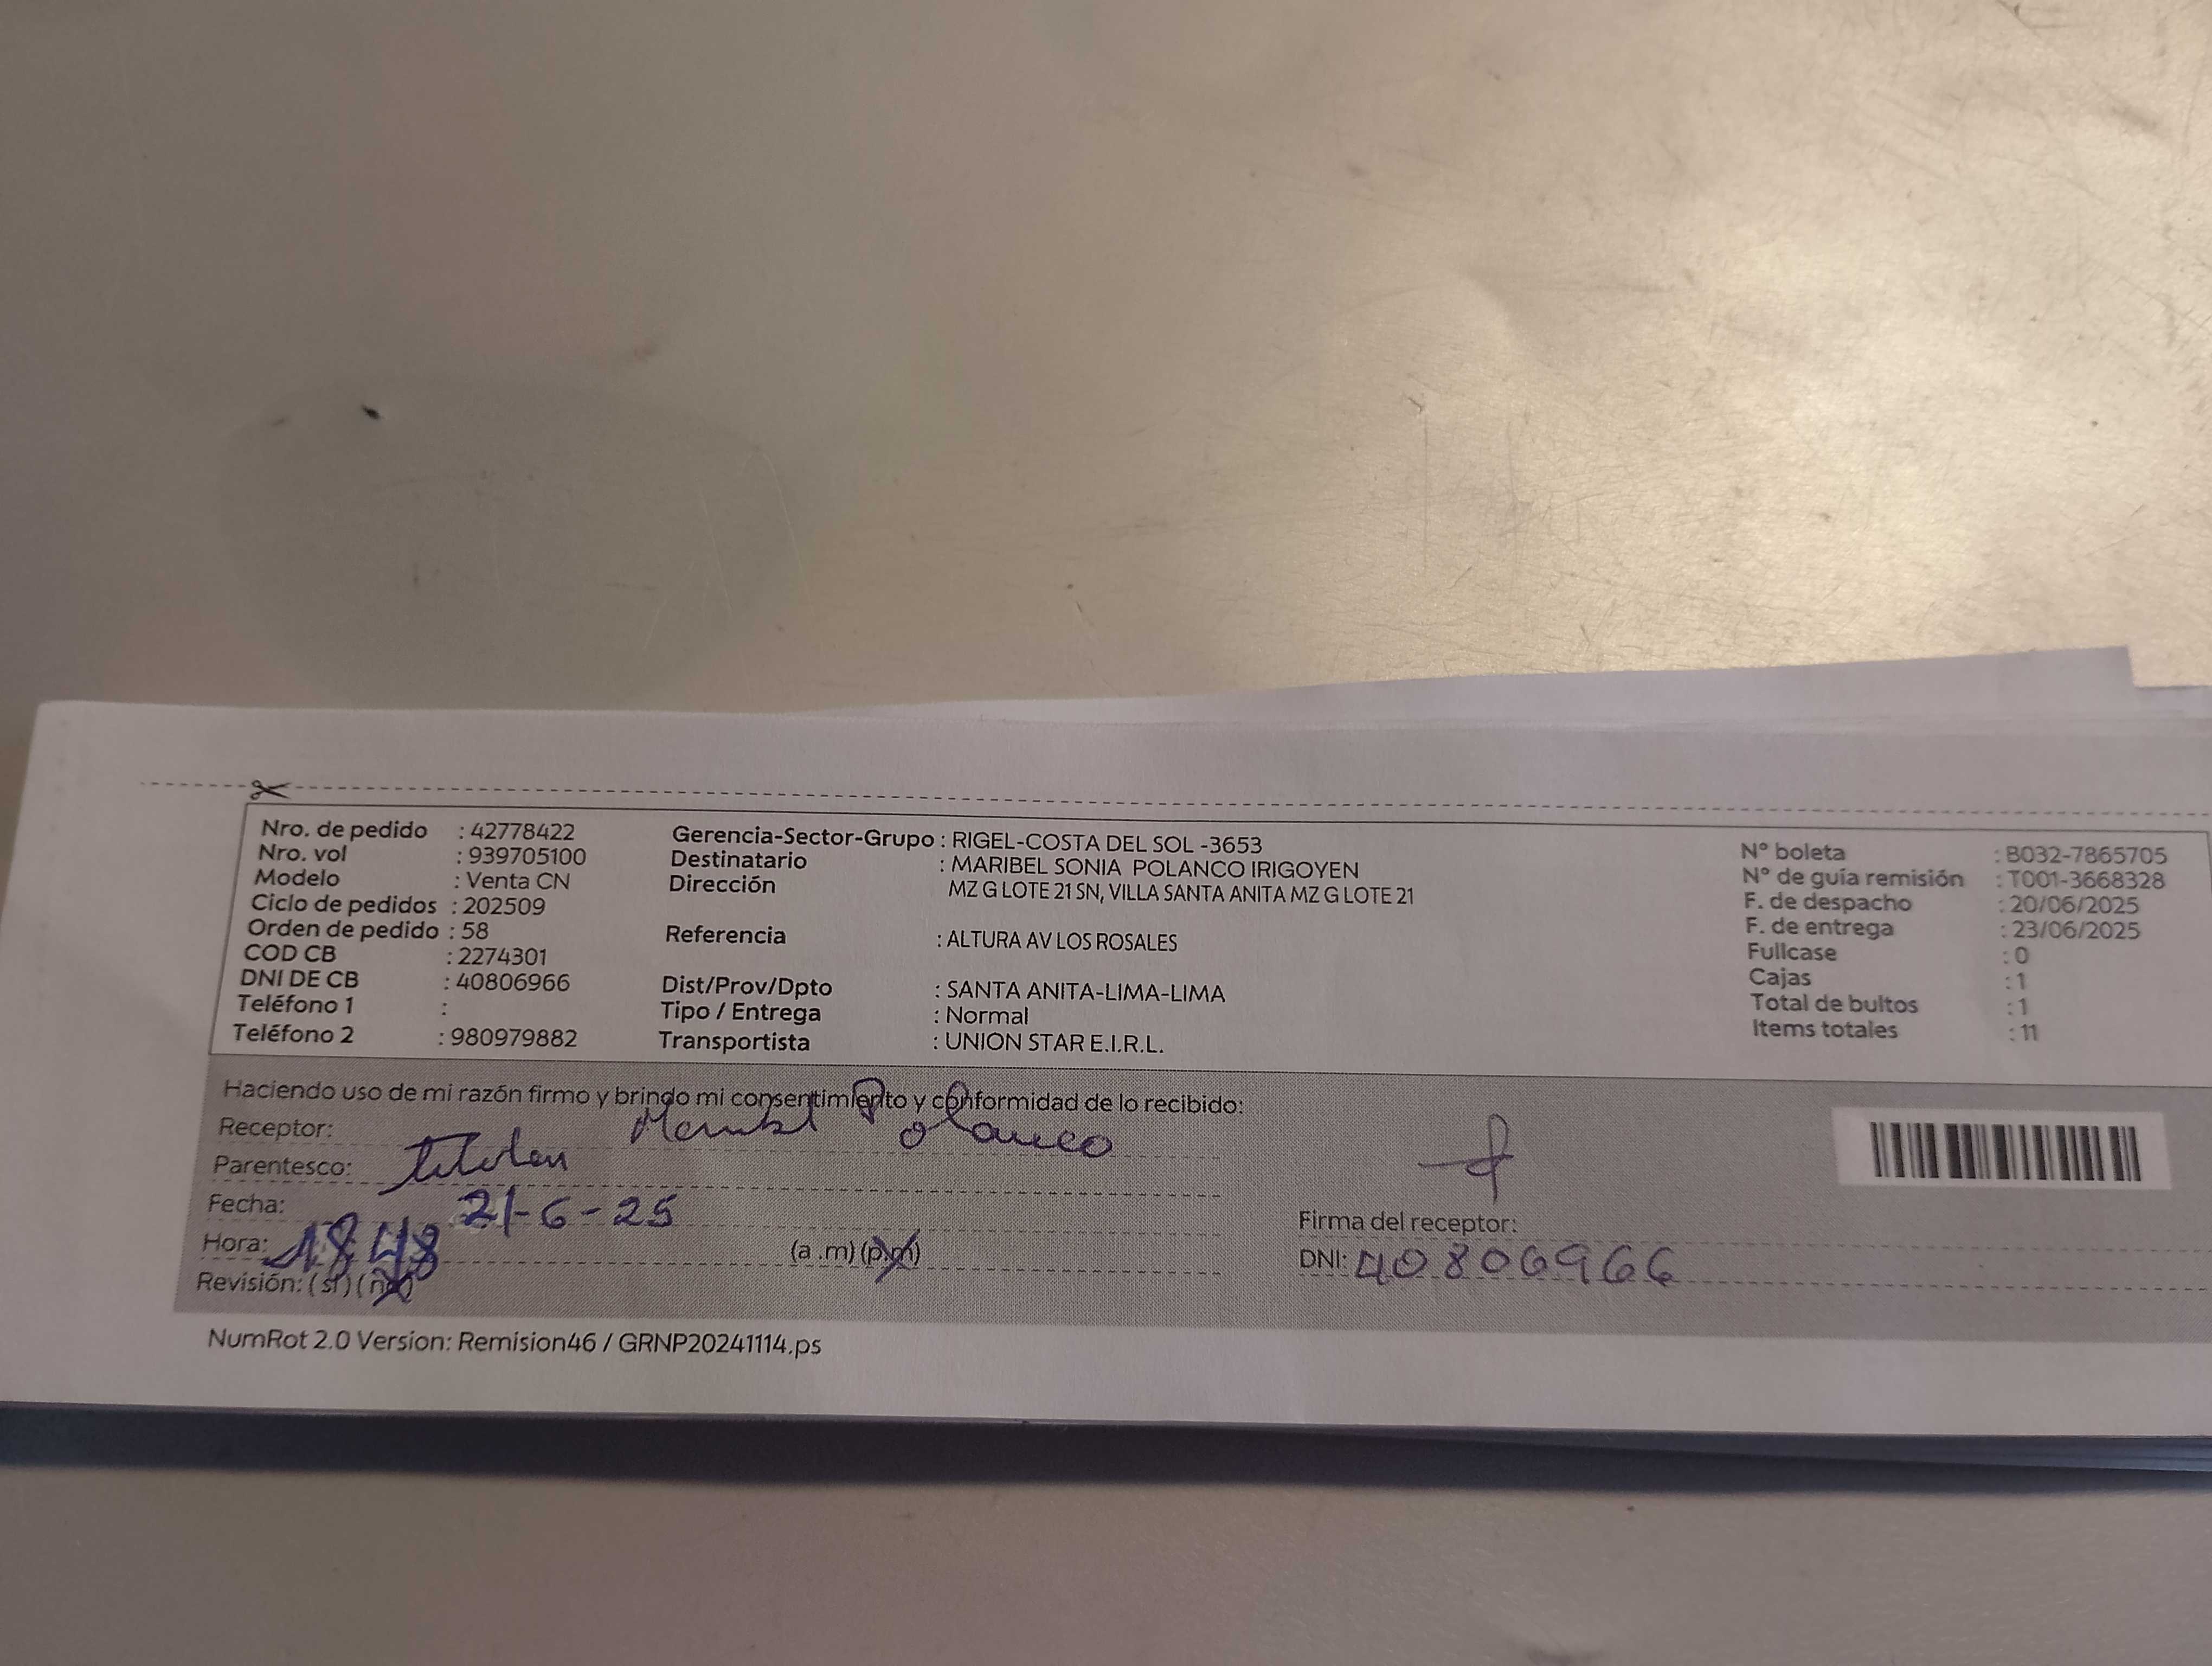 Nro. de pedido : 42778422
Nro. vol : 939705100
Modelo : Venta CN
Ciclo de pedidos : 202509
Orden de pedido : 58
COD CB : 2274301
DNI DE CB : 40806966
Teléfono 1 :
Teléfono 2 : 980979882
Gerencia-Sector-Grupo : RIGEL-COSTA DEL SOL -3653
Destinatario : MARIBEL SONIA POLANCO IRIGOYEN
Dirección MZ G LOTE 21 SN, VILLA SANTA ANITA MZ G LOTE 21
Referencia : ALTURA AV LOS ROSALES
Dist/Prov/Dpto : SANTA ANITA-LIMA-LIMA
Tipo / Entrega : Normal
Transportista : UNION STAR E.I.R.L.
N° boleta : B032-7865705
N° de guía remisión : T001-3668328
F. de despacho : 20/06/2025
F. de entrega : 23/06/2025
Fullcase : 0
Cajas : 1
Total de bultos : 1
Items totales : 11
Haciendo uso de mi razón firmo y brindo mi consentimiento y conformidad de lo recibido:
Receptor: Maribel Polanco
Parentesco: titular
Fecha: 21-6-25
Hora: 18:48 (a .m) (p.m)
Revisión: (sí) (no)
Firma del receptor:
DNI: 40806966
NumRot 2.0 Version: Remision46 / GRNP20241114.ps